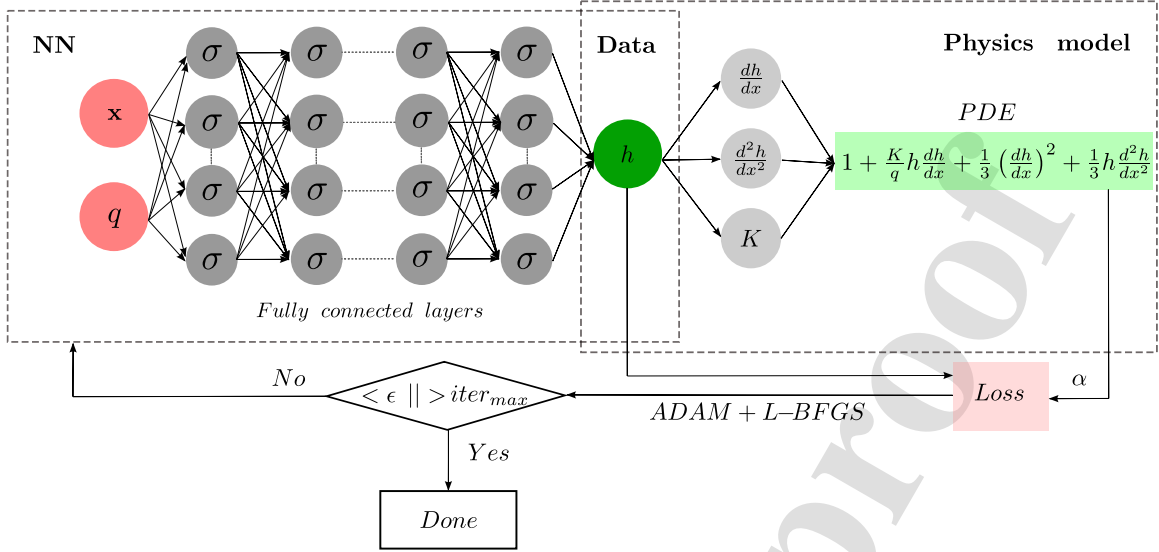 NN
Data
Physics model
σ σ σ σ
σ σ σ σ
σ σ σ σ
σ σ σ σ
x
q
h
dh/dx
d²h/dx²
K
PDE
1 + K/q h dh/dx + 1/3 (dh/dx)² + 1/3 h d²h/dx²
Fully connected layers
No
< ϵ || > iter_max
ADAM + L–BFGS
Loss
α
Yes
Done
proof